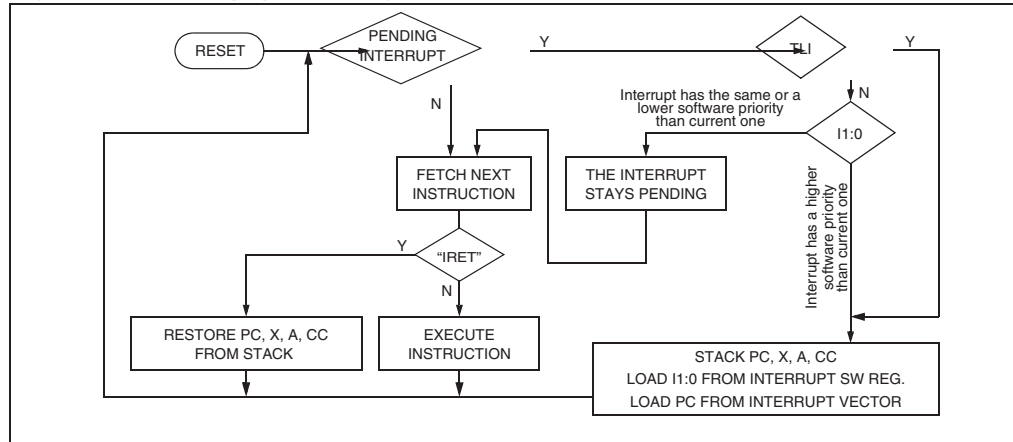 RESET
PENDING
INTERRUPT
Y
TLI
Y
N
N
Interrupt has the same or a
lower software priority
than current one
I1:0
FETCH NEXT
INSTRUCTION
THE INTERRUPT
STAYS PENDING
Interrupt has a higher
software priority
than current one
Y
“IRET”
N
RESTORE PC, X, A, CC
FROM STACK
EXECUTE
INSTRUCTION
STACK PC, X, A, CC
LOAD I1:0 FROM INTERRUPT SW REG.
LOAD PC FROM INTERRUPT VECTOR